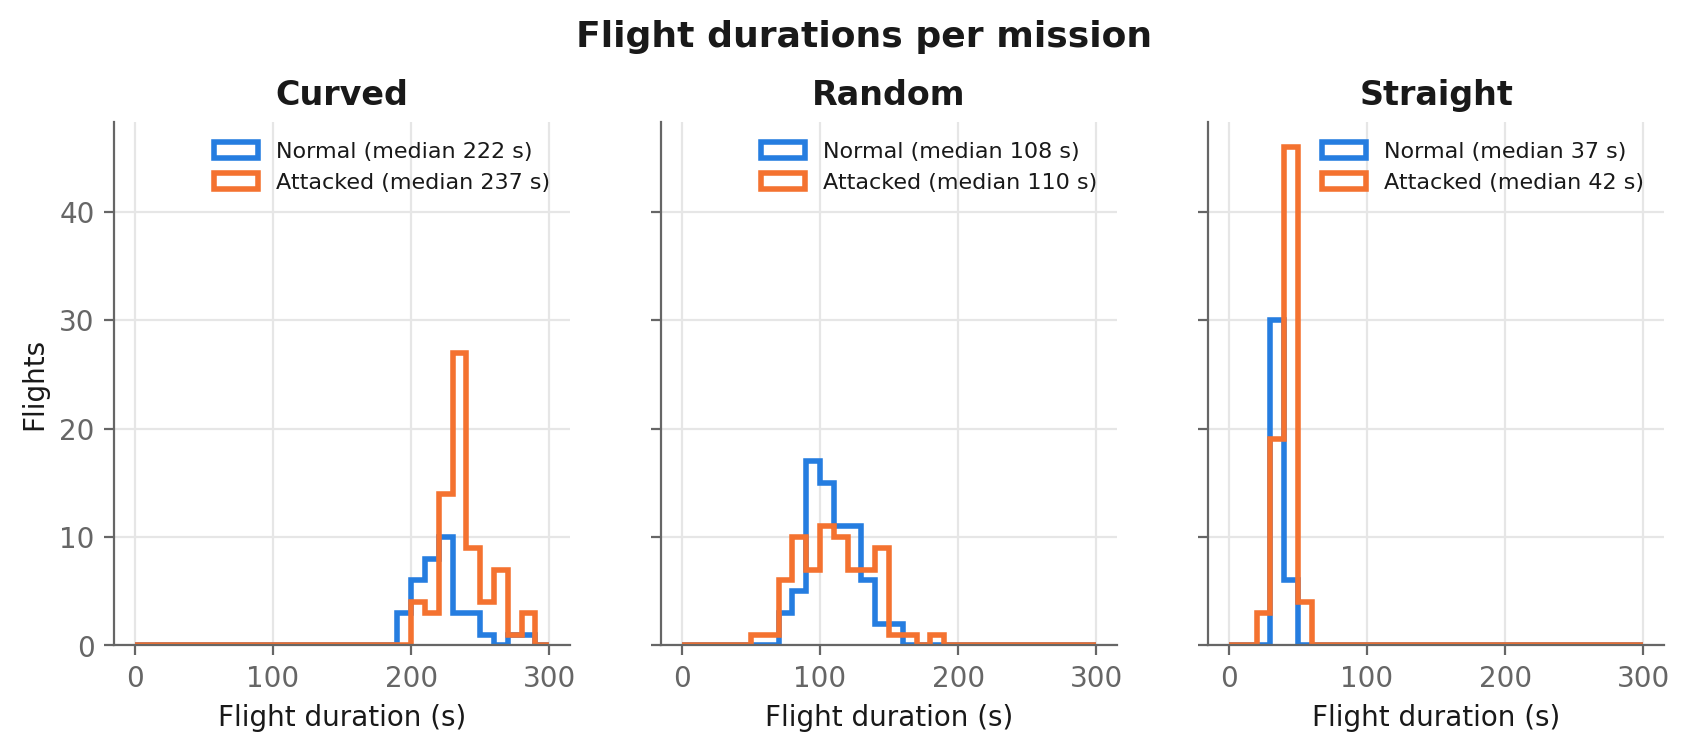 Flight durations per mission
Curved
Normal (median 222 s)
Attacked (median 237 s)
Flights
40
30
20
10
0
0 100 200 300
Flight duration (s)
Random
Normal (median 108 s)
Attacked (median 110 s)
0 100 200 300
Flight duration (s)
Straight
Normal (median 37 s)
Attacked (median 42 s)
0 100 200 300
Flight duration (s)